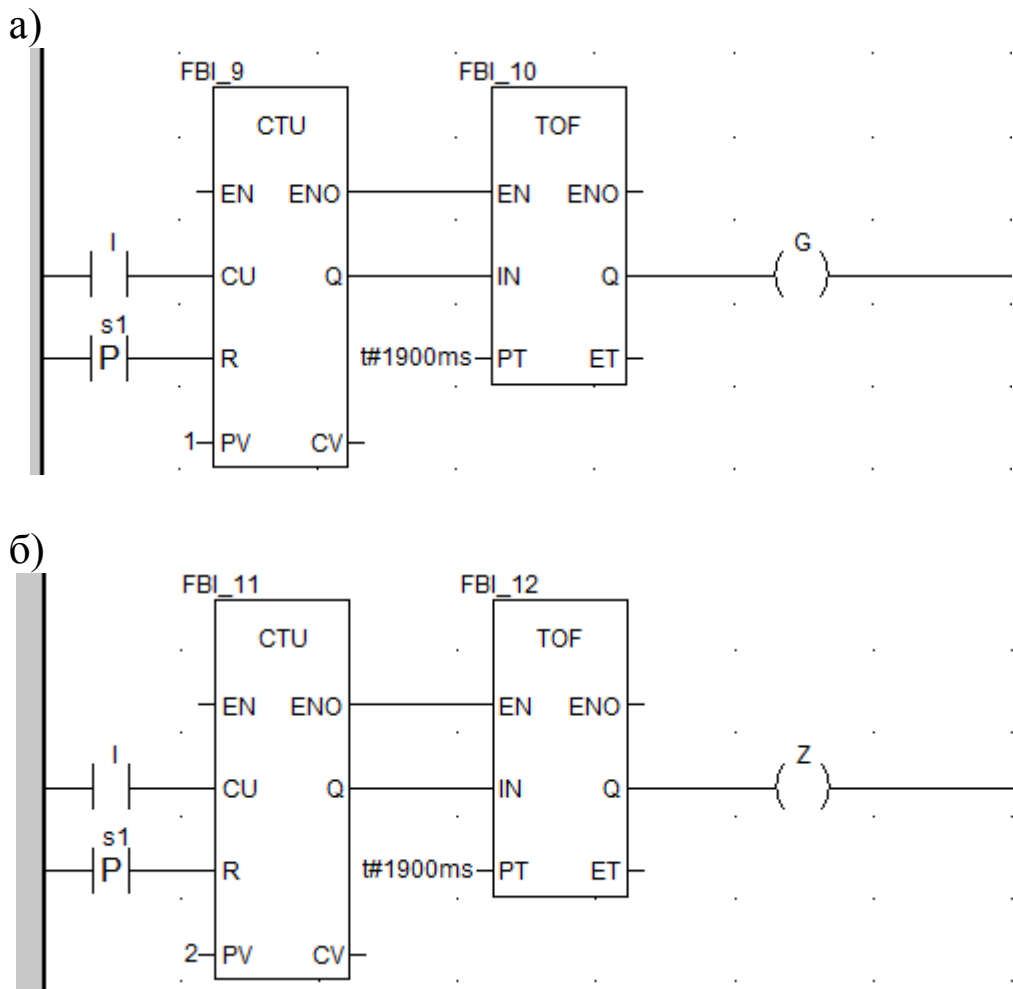 а)
FBI_9 FBI_10
CTU TOF
EN ENO EN ENO
I G
CU Q IN Q
s1
P R t#1900ms PT ET
1 PV CV
б)
FBI_11 FBI_12
CTU TOF
EN ENO EN ENO
I Z
CU Q IN Q
s1
P R t#1900ms PT ET
2 PV CV